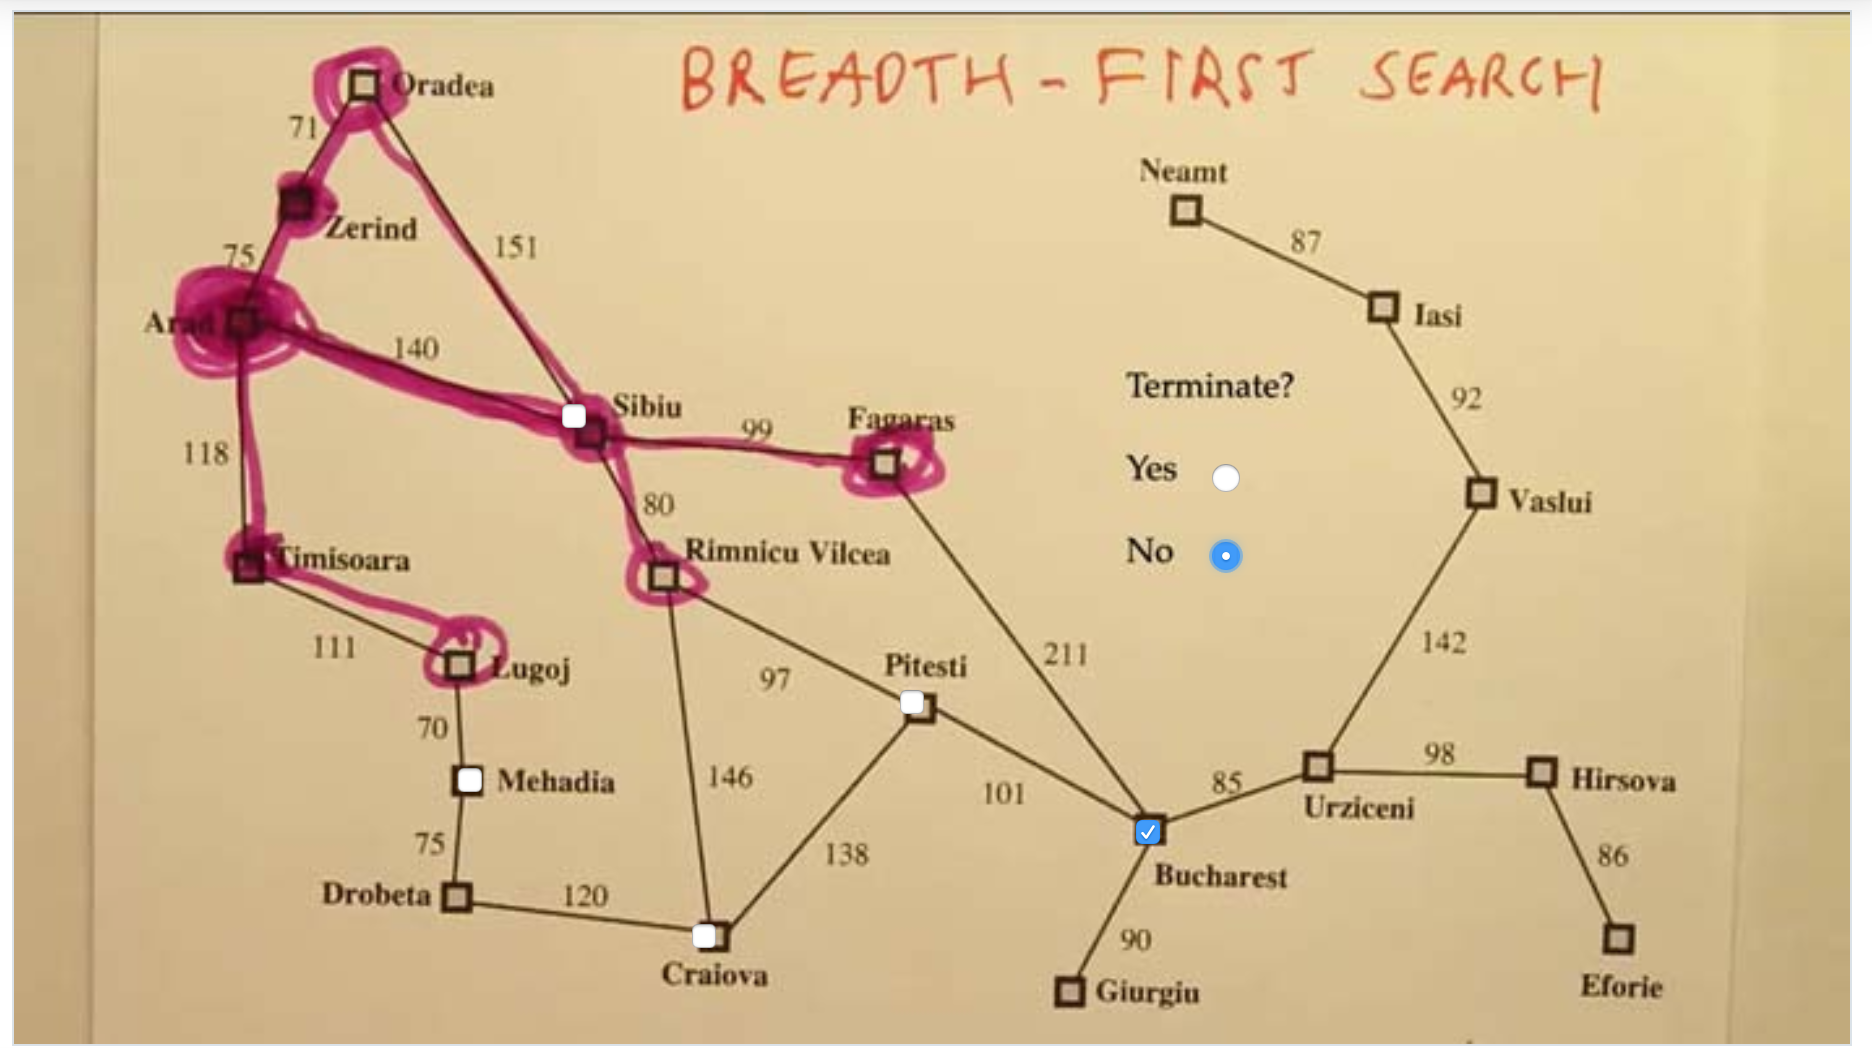 BREADTH - FIRST SEARCH
Oradea
71
Neamt
87
Zerind
151
75
Iasi
Arad
140
Terminate?
92
Sibiu
Fagaras
99
118
Yes
Vaslui
80
Timisoara
Rimnicu Vilcea
No
111
Lugoj
97
Pitesti
211
142
70
98
Mehadia
146
101
85
Hirsova
Urziceni
75
138
86
Bucharest
Drobeta
120
90
Craiova
Giurgiu
Eforie